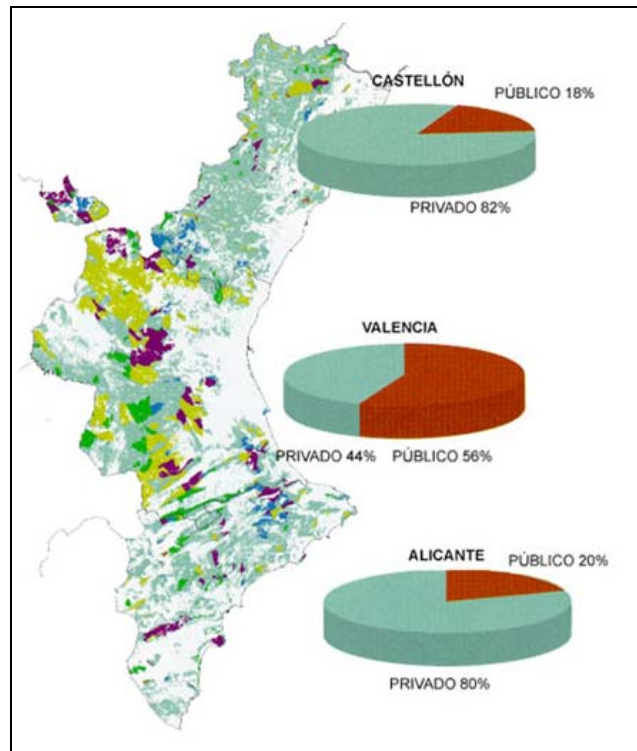 CASTELLÓN
PÚBLICO 18%
PRIVADO 82%
VALENCIA
PRIVADO 44%
PÚBLICO 56%
ALICANTE
PÚBLICO 20%
PRIVADO 80%